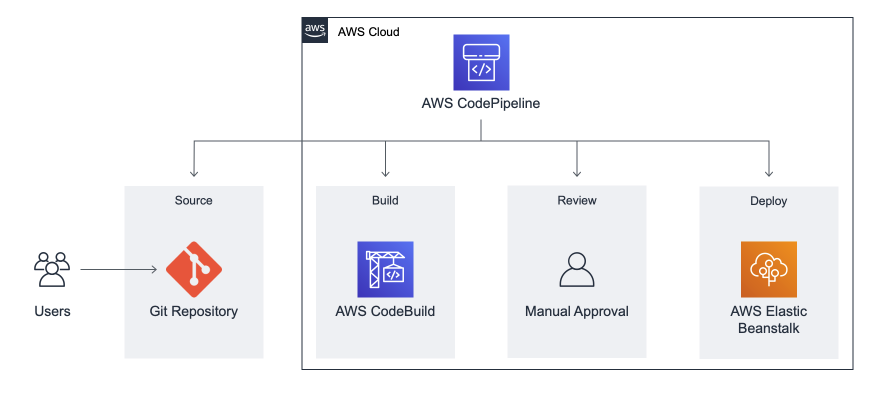 aws
AWS Cloud
</>
AWS CodePipeline
Source
Build
Review
Deploy
</>
Users
Git Repository
AWS CodeBuild
Manual Approval
AWS Elastic
Beanstalk